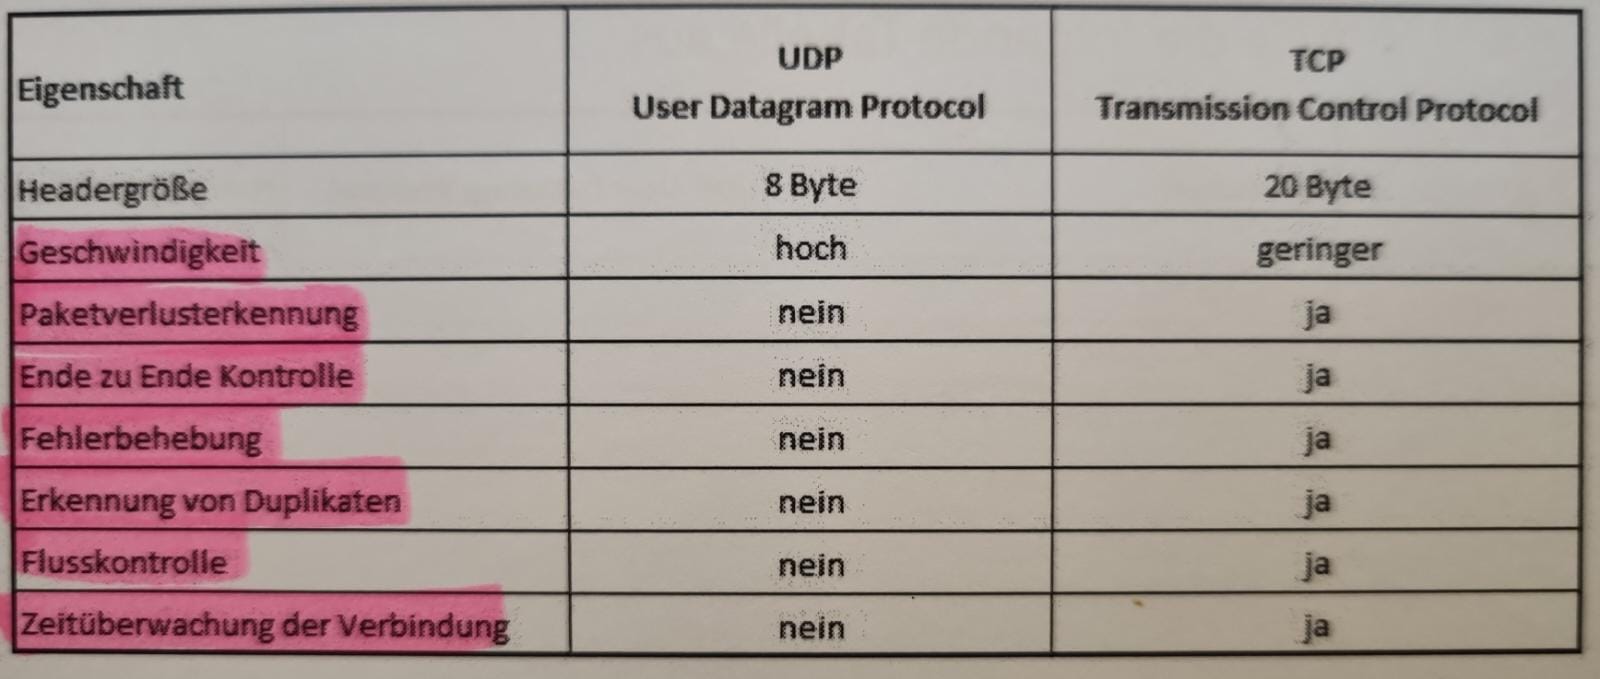 Eigenschaft
UDP
User Datagram Protocol
TCP
Transmission Control Protocol
Headergröße 8 Byte 20 Byte
Geschwindigkeit hoch geringer
Paketverlusterkennung nein ja
Ende zu Ende Kontrolle nein ja
Fehlerbehebung nein ja
Erkennung von Duplikaten nein ja
Flusskontrolle nein ja
Zeitüberwachung der Verbindung nein ja